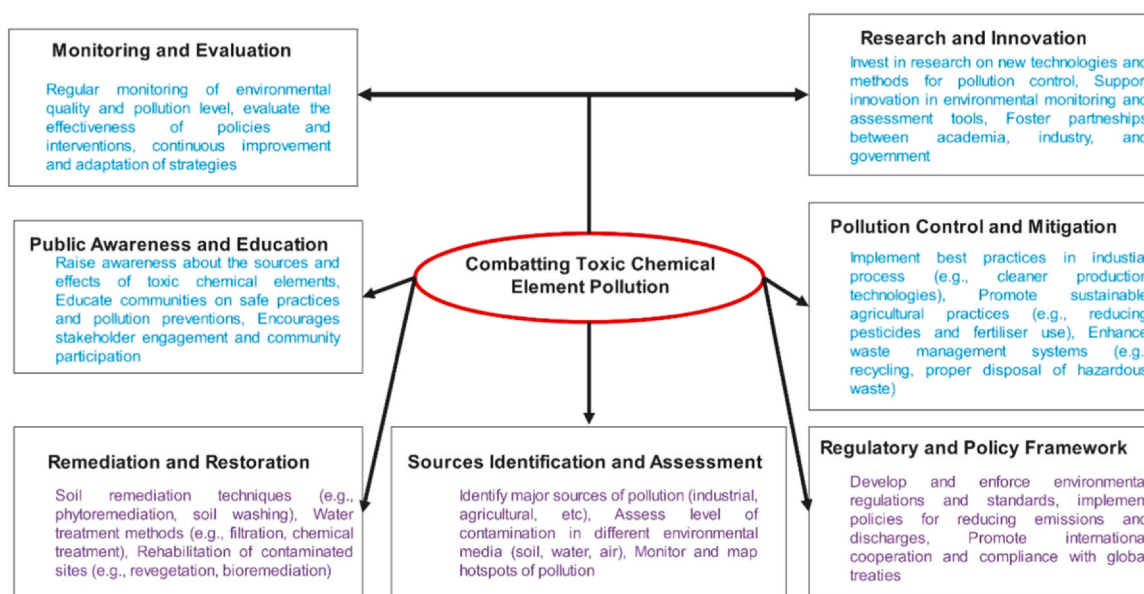 Monitoring and Evaluation
Regular monitoring of environmental
quality and pollution level, evaluate the
effectiveness of policies and
interventions, continuous improvement
and adaptation of strategies
Research and Innovation
Invest in research on new technologies and
methods for pollution control, Suppor
innovation in environmental monitoring and
assessment tools, Foster partneships
between academia, industry, and
government
Public Awareness and Education
Raise awareness about the sources and
effects of toxic chemical elements,
Educate communities on safe practices
and pollution preventions, Encourages
stakeholder engagement and community
participation
Combatting Toxic Chemical
Element Pollution
Pollution Control and Mitigation
Implement best practices in industia
process (e.g., cleaner production
technologies), Promote sustainable
agricultural practices (e.g., reducing
pesticides and fertiliser use), Enhance
waste management systems (e.g.
recycling, proper disposal of hazardous
waste)
Remediation and Restoration
Soil remediation techniques (e.g.,
phytoremediation, soil washing), Water
treatment methods (e.g., filtration, chemical
treatment), Rehabilitation of contaminated
sites (e.g., revegetation, bioremediation)
Sources Identification and Assessment
Identify major sources of pollution (industrial,
agricultural, etc), Assess level of
contamination in different environmental
media (soil, water, air), Monitor and map
hotspots of pollution
Regulatory and Policy Framework
Develop and enforce environmenta
regulations and standards, implemen
policies for reducing emissions and
discharges, Promote internationa
cooperation and compliance with globa
treaties